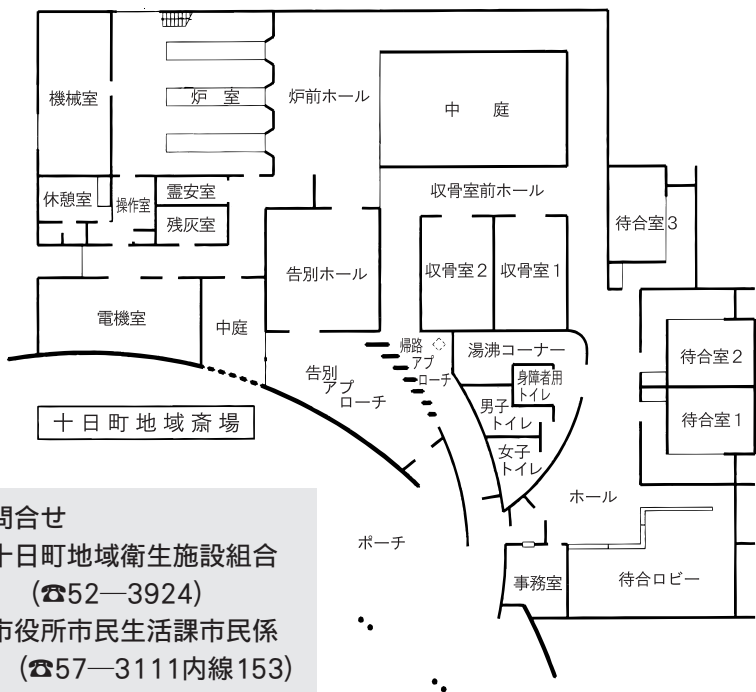 機械室
炉 室
炉前ホール
中 庭
休憩室
操作室
霊安室
残灰室
収骨室前ホール
待合室3
告別ホール
収骨室2
収骨室1
電機室
中庭
告別
アプ
ローチ
帰路
アプ
ローチ
湯沸コーナー
身障者用
トイレ
男子
トイレ
女子
トイレ
待合室2
待合室1
十日町地域斎場
ホール
ポーチ
事務室
待合ロビー
問合せ
十日町地域衛生施設組合
(☎52―3924)
市役所市民生活課市民係
(☎57―3111内線153)